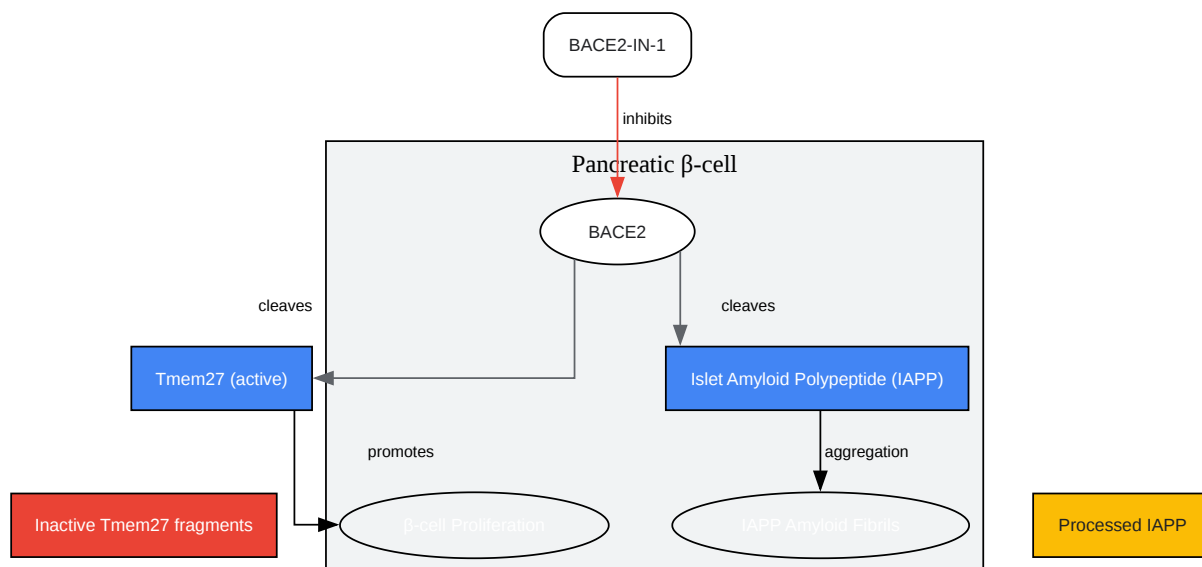 BACE2-IN-1
inhibits
Pancreatic β-cell
BACE2
cleaves
cleaves
Tmem27 (active)
Islet Amyloid Polypeptide (IAPP)
promotes
aggregation
Inactive Tmem27 fragments
β-cell Proliferation
IAPP Amyloid Fibrils
Processed IAPP